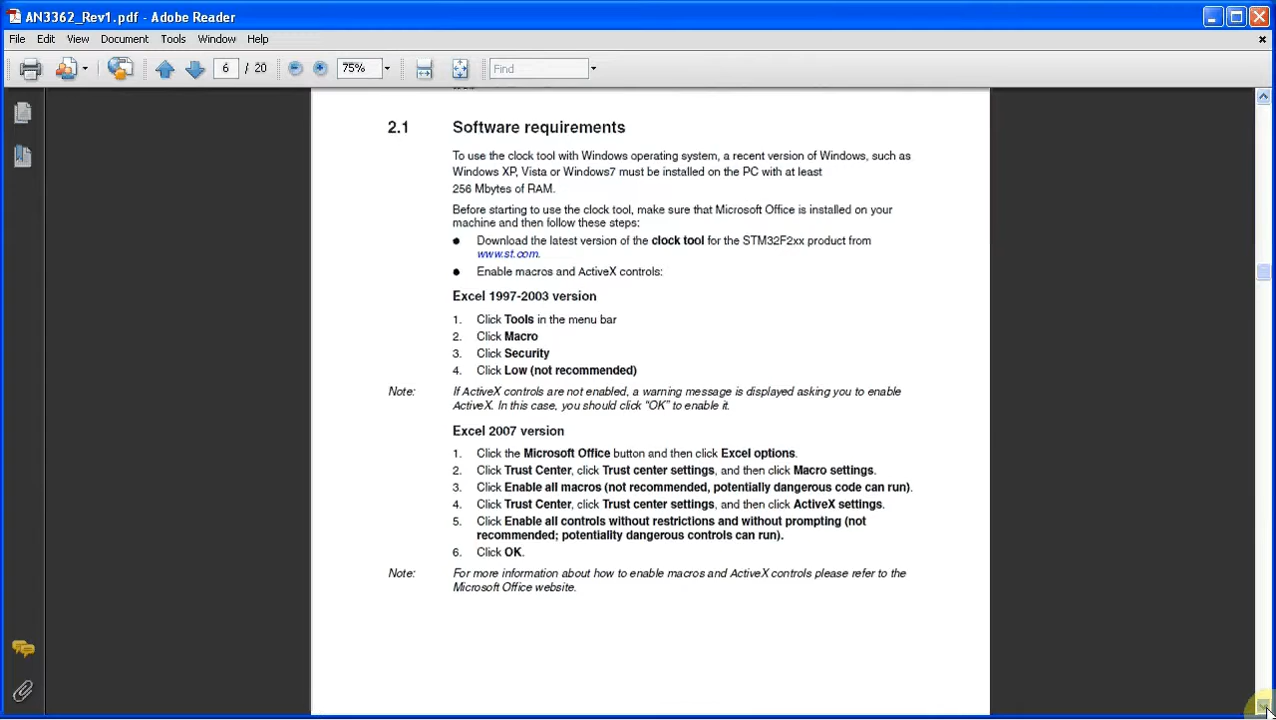 AN3362_Rev1.pdf - Adobe Reader
File Edit View Document Tools Window Help
6 / 20 75% Find
2.1 Software requirements
To use the clock tool with Windows operating system, a recent version of Windows, such as
Windows XP, Vista or Windows7 must be installed on the PC with at least
256 Mbytes of RAM.
Before starting to use the clock tool, make sure that Microsoft Office is installed on your
machine and then follow these steps:
● Download the latest version of the clock tool for the STM32F2xx product from
www.st.com.
● Enable macros and ActiveX controls:
Excel 1997-2003 version
1. Click Tools in the menu bar
2. Click Macro
3. Click Security
4. Click Low (not recommended)
Note: If ActiveX controls are not enabled, a warning message is displayed asking you to enable
ActiveX. In this case, you should click "OK" to enable it.
Excel 2007 version
1. Click the Microsoft Office button and then click Excel options.
2. Click Trust Center, click Trust center settings, and then click Macro settings.
3. Click Enable all macros (not recommended, potentially dangerous code can run).
4. Click Trust Center, click Trust center settings, and then click ActiveX settings.
5. Click Enable all controls without restrictions and without prompting (not
recommended; potentiality dangerous controls can run).
6. Click OK.
Note: For more information about how to enable macros and ActiveX controls please refer to the
Microsoft Office website.